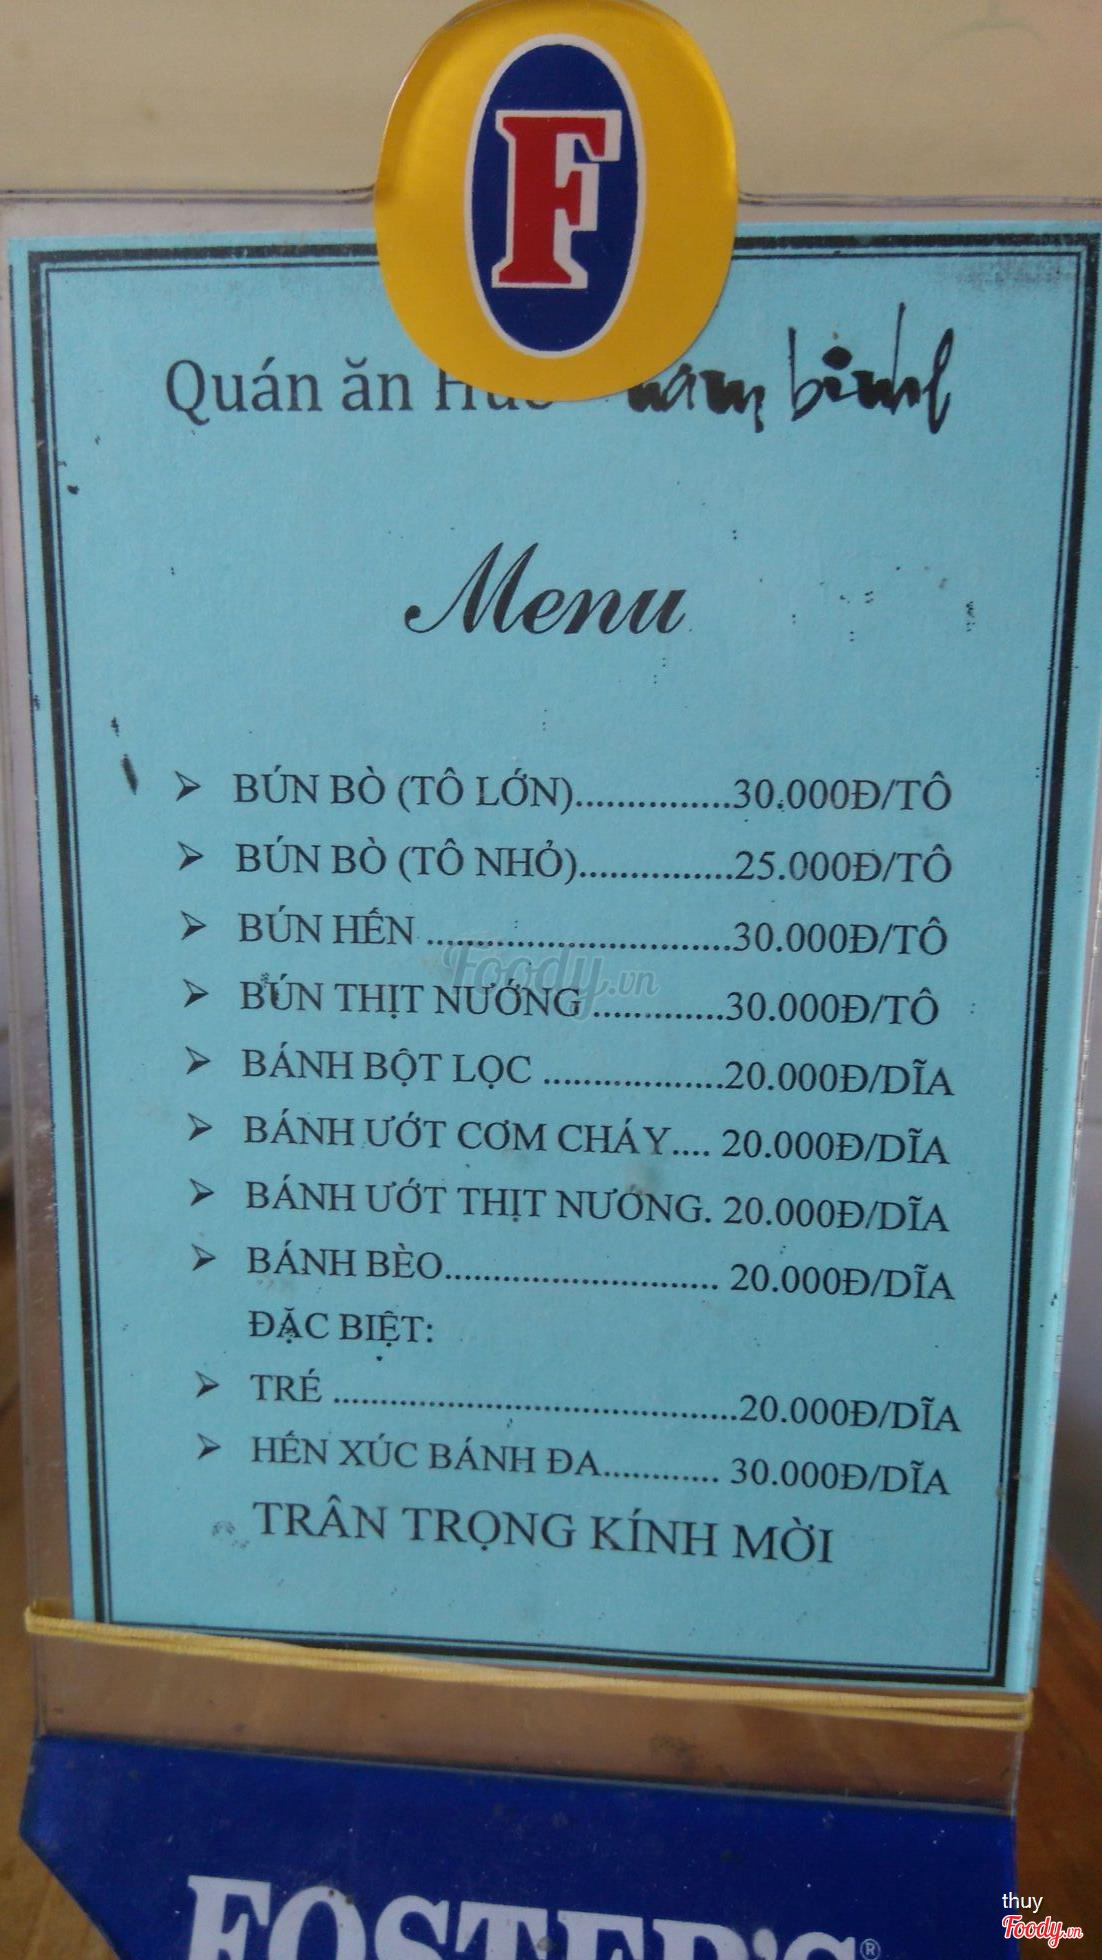 F
Quán ăn Huế nam bình
Menu
➢ BÚN BÒ (TÔ LỚN)...............30.000Đ/TÔ
➢ BÚN BÒ (TÔ NHỎ)...............25.000Đ/TÔ
➢ BÚN HẾN ..............................30.000Đ/TÔ
Foody.vn
➢ BÚN THỊT NƯỚNG .............30.000Đ/TÔ
➢ BÁNH BỘT LỌC ..................20.000Đ/DĨA
➢ BÁNH ƯỚT CƠM CHÁY.... 20.000Đ/DĨA
➢ BÁNH ƯỚT THỊT NƯỚNG. 20.000Đ/DĨA
➢ BÁNH BÈO........................... 20.000Đ/DĨA
ĐẶC BIỆT:
➢ TRÉ ........................................20.000Đ/DĨA
➢ HẾN XÚC BÁNH ĐA............ 30.000Đ/DĨA
TRÂN TRỌNG KÍNH MỜI
FOSTER'S®
thuy
Foody.vn